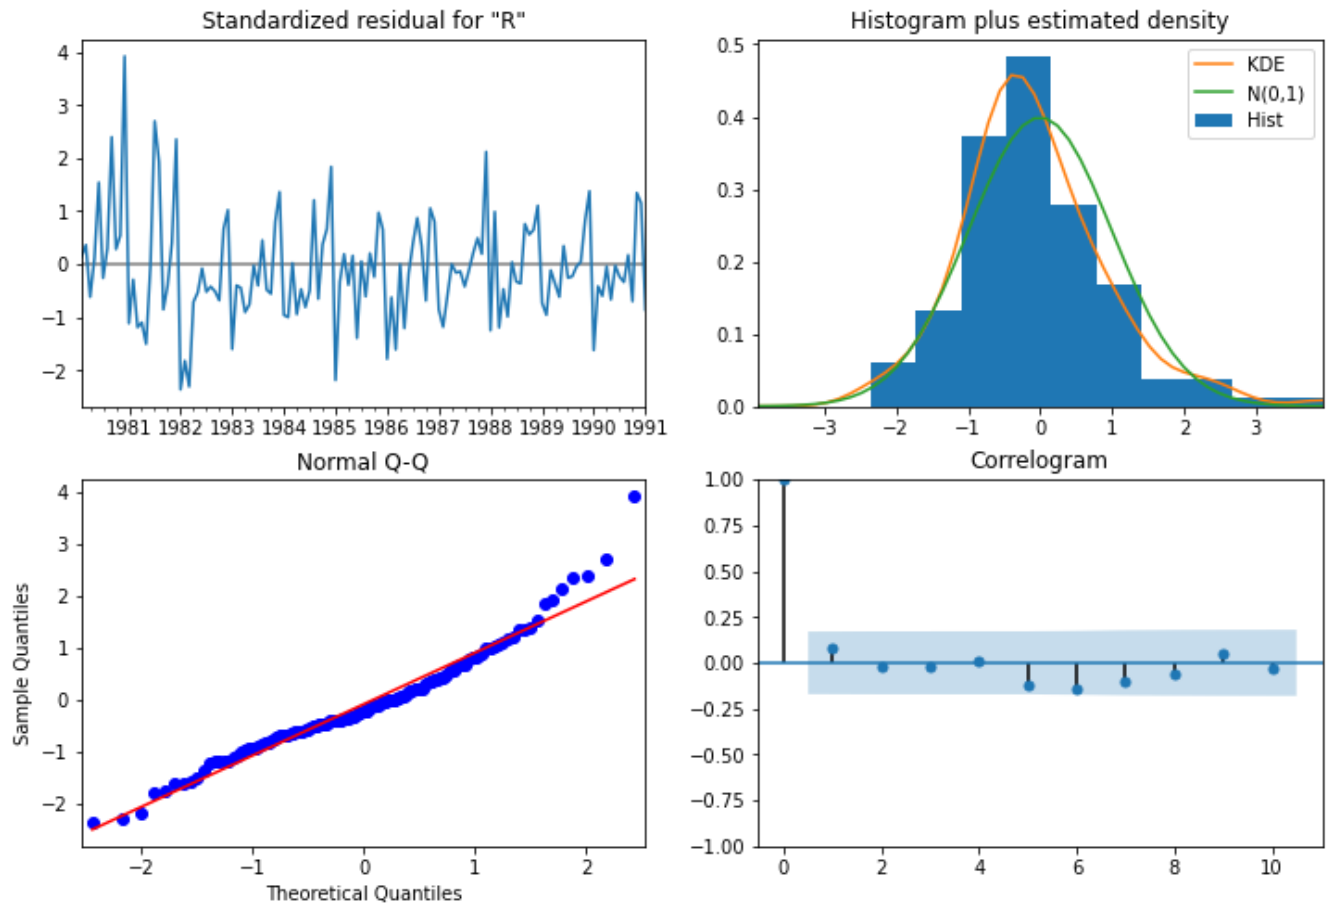 Standardized residual for "R"
4
3
2
1
0
−1
−2
1981 1982 1983 1984 1985 1986 1987 1988 1989 1990 1991
Histogram plus estimated density
KDE
N(0,1)
Hist
0.5
0.4
0.3
0.2
0.1
0.0
−3 −2 −1 0 1 2 3
Normal Q-Q
Sample Quantiles
4
3
2
1
0
−1
−2
−2 −1 0 1 2
Theoretical Quantiles
Correlogram
1.00
0.75
0.50
0.25
0.00
−0.25
−0.50
−0.75
−1.00
0 2 4 6 8 10